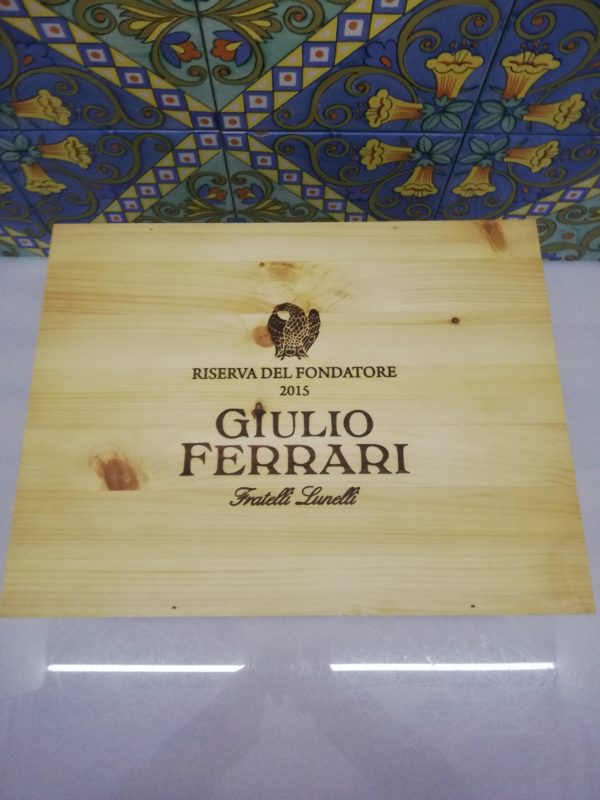 RISERVA DEL FONDATORE
2015
GIULIO
FERRARI
Fratelli Lunelli